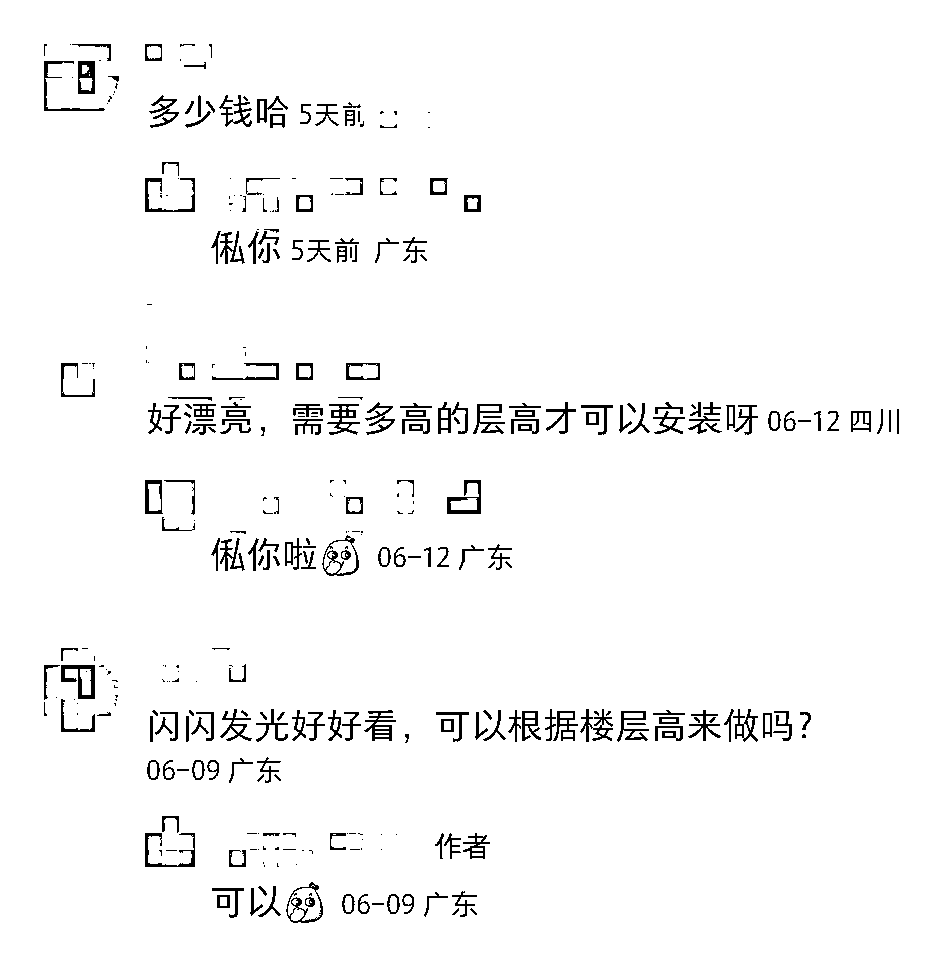 多少钱哈 5天前
俬你 5天前 广东
好漂亮，需要多高的层高才可以安装呀 06-12 四川
俬你啦 06-12 广东
闪闪发光好好看，可以根据楼层高来做吗？
06-09 广东
作者
可以 06-09 广东